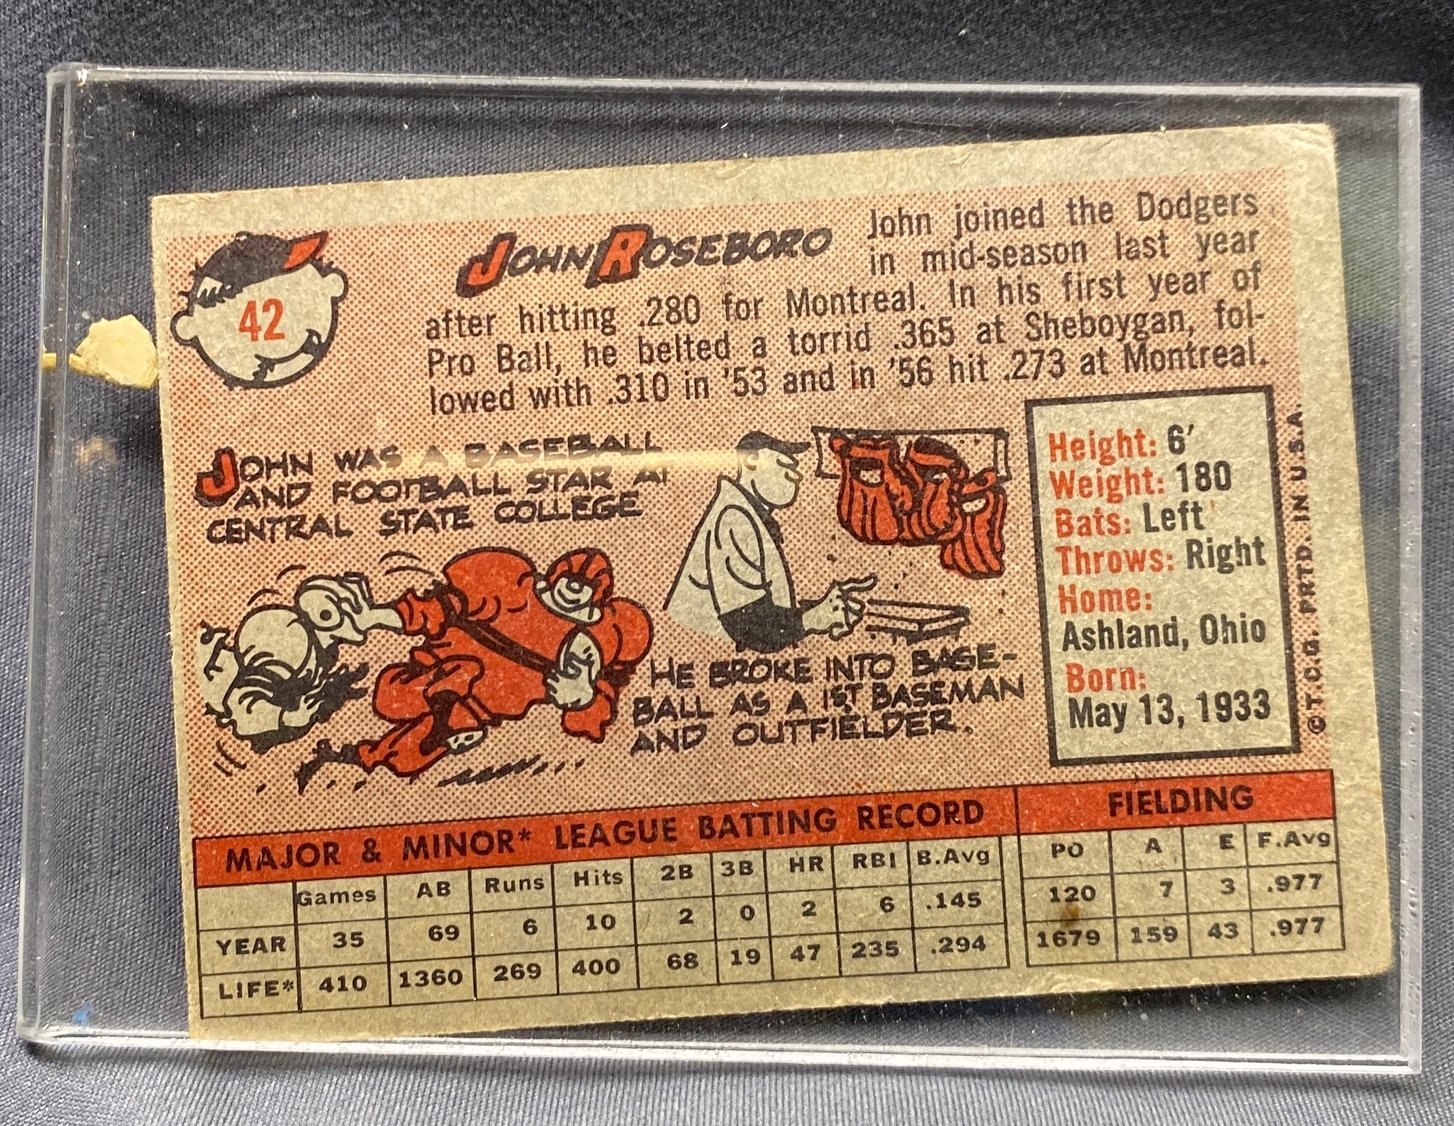 42
JOHN ROSEBORO
John joined the Dodgers
in mid-season last year
after hitting .280 for Montreal. In his first year of
Pro Ball, he belted a torrid .365 at Sheboygan, fol-
lowed with .310 in '53 and in '56 hit .273 at Montreal.
JOHN WAS A BASEBALL
AND FOOTBALL STAR AT
CENTRAL STATE COLLEGE
HE BROKE INTO BASE-
BALL AS A 1ST BASEMAN
AND OUTFIELDER.
Height: 6'
Weight: 180
Bats: Left
Throws: Right
Home:
Ashland, Ohio
Born:
May 13, 1933
©T.C.G. PRTD. IN U.S.A.
MAJOR & MINOR* LEAGUE BATTING RECORD FIELDING
Games AB Runs Hits 2B 3B HR RBI B.Avg PO A E F.Avg
YEAR 35 69 6 10 2 0 2 6 .145 120 7 3 .977
LIFE* 410 1360 269 400 68 19 47 235 .294 1679 159 43 .977